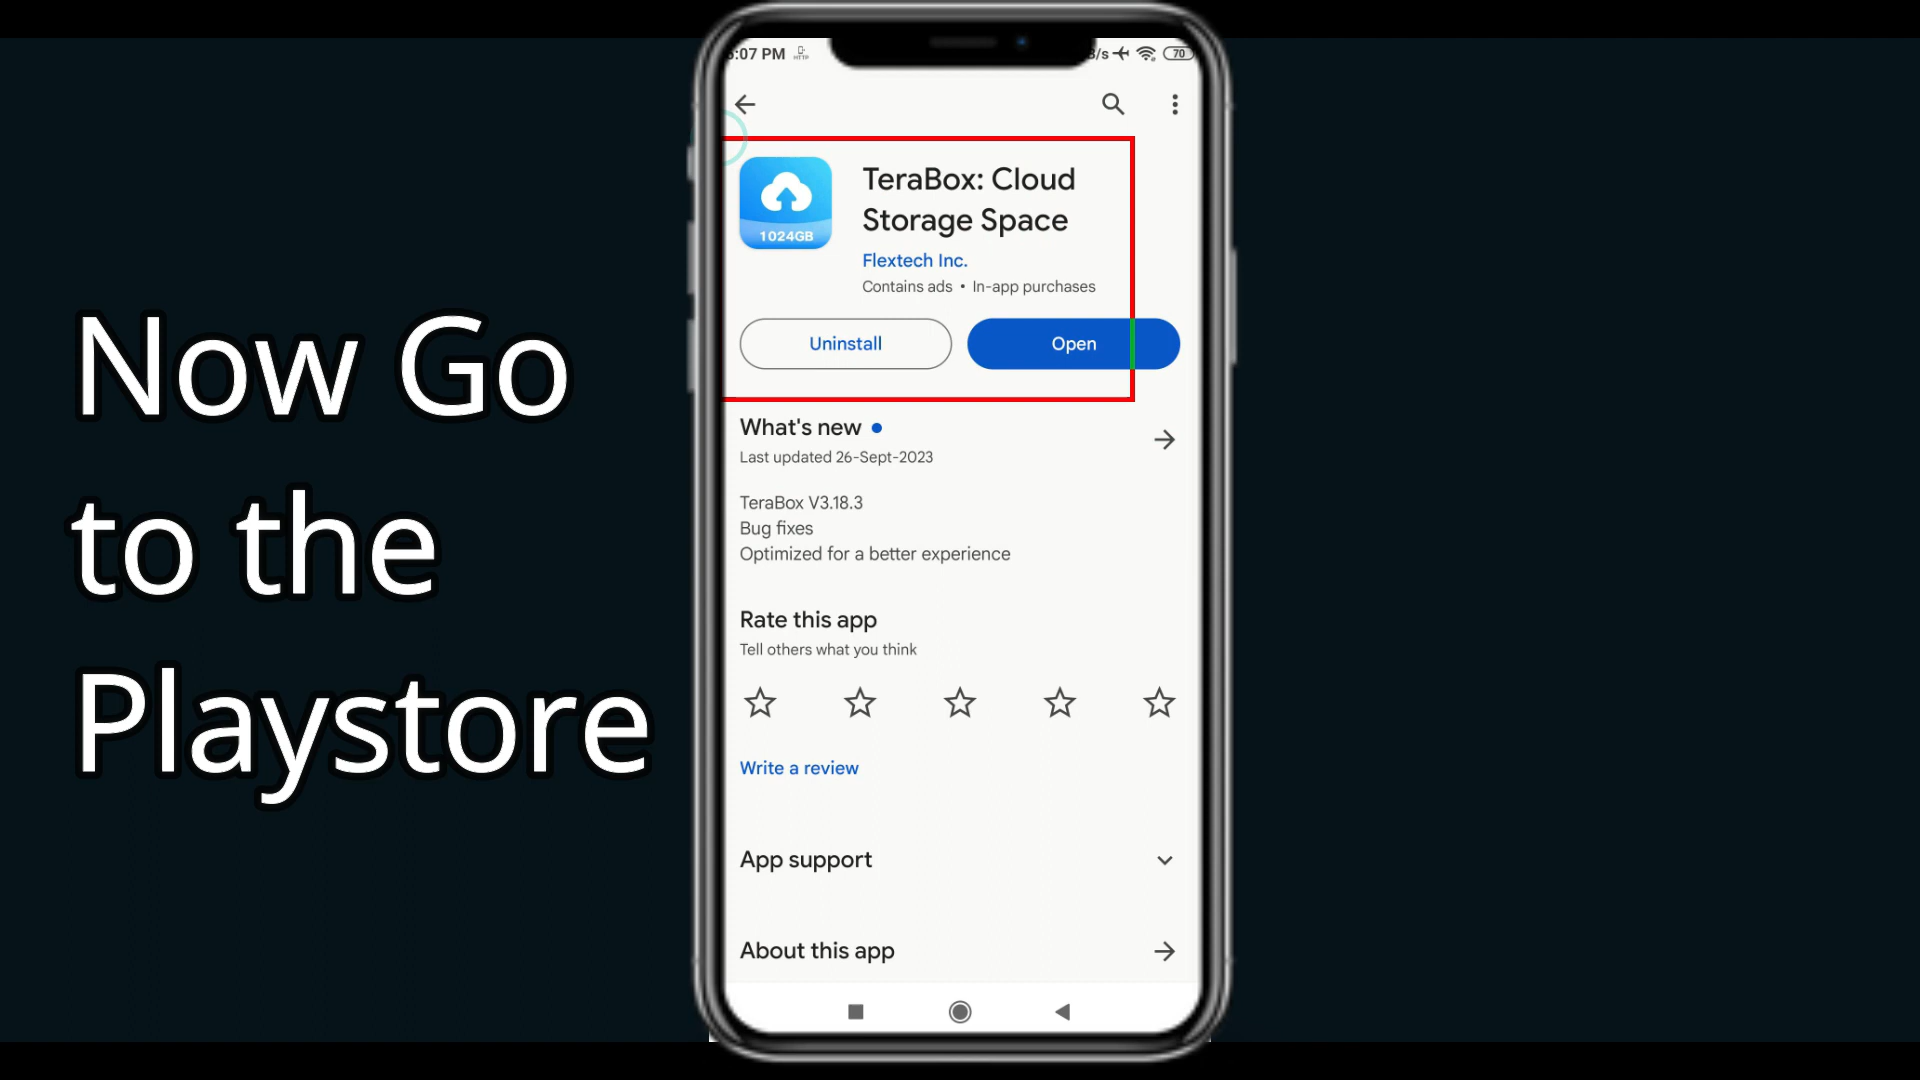 Now Go
to the
Playstore
:07 PM
/s
70
1024GB
TeraBox: Cloud
Storage Space
Flextech Inc.
Contains ads • In-app purchases
Uninstall
Open
What's new
Last updated 26-Sept-2023
TeraBox V3.18.3
Bug fixes
Optimized for a better experience
Rate this app
Tell others what you think
Write a review
App support
About this app